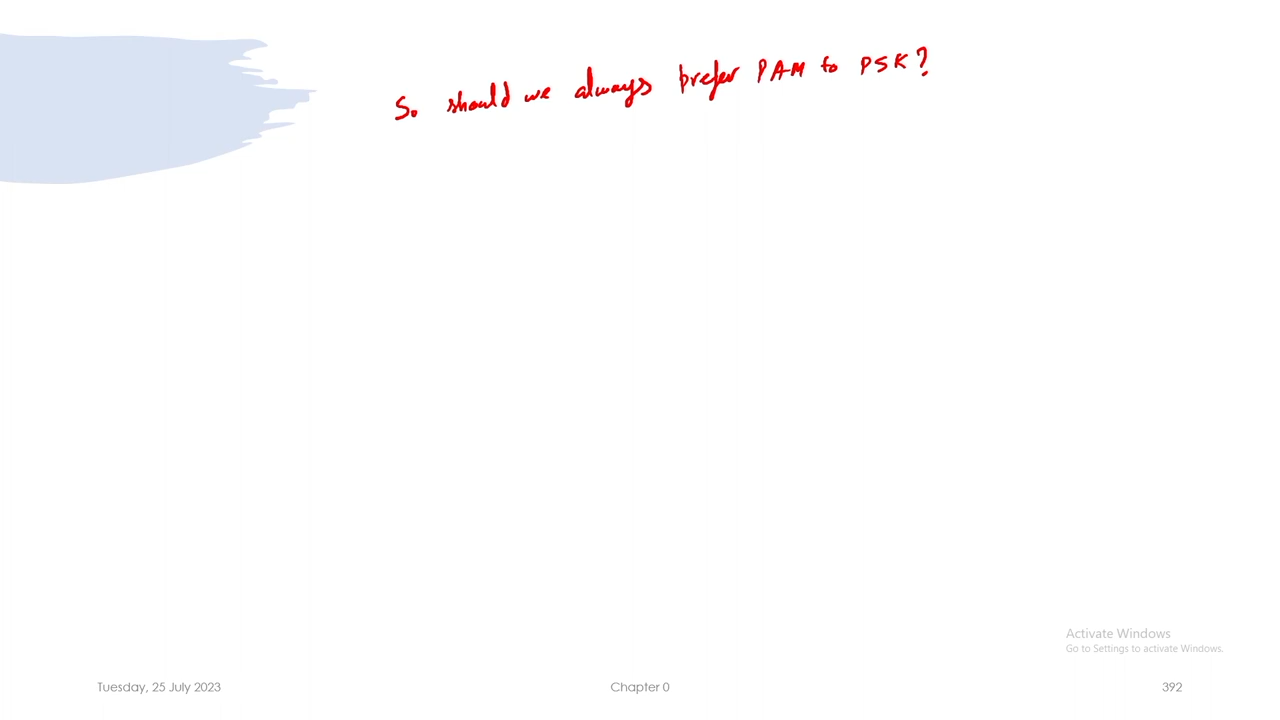 So should we always prefer PAM to PSK?
Activate Windows
Go to Settings to activate Windows.
Tuesday, 25 July 2023 Chapter 0 392